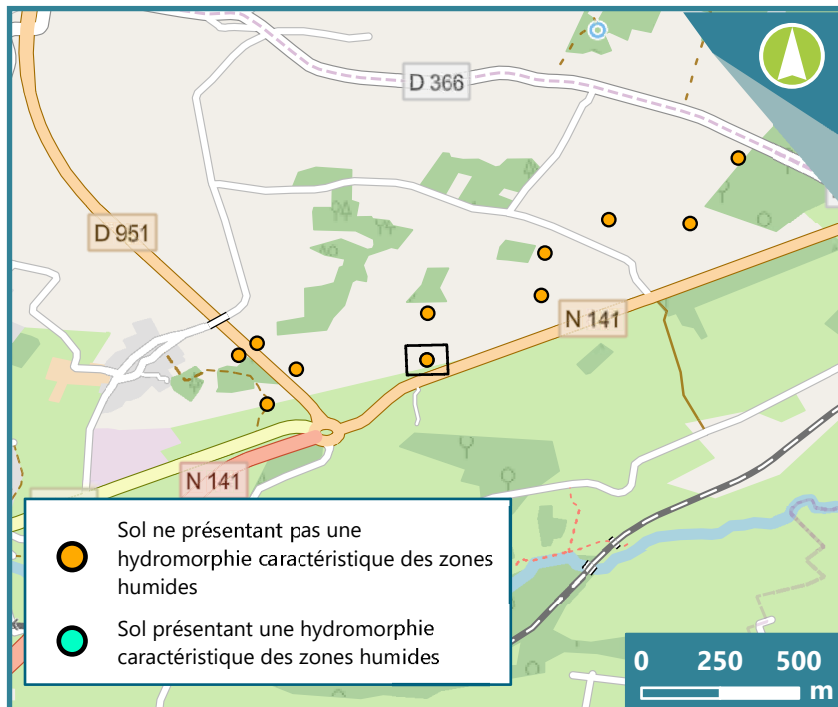 D 366
D 951
N 141
N 141
Sol ne présentant pas une
hydromorphie caractéristique des zones
humides
Sol présentant une hydromorphie
caractéristique des zones humides
0 250 500
m